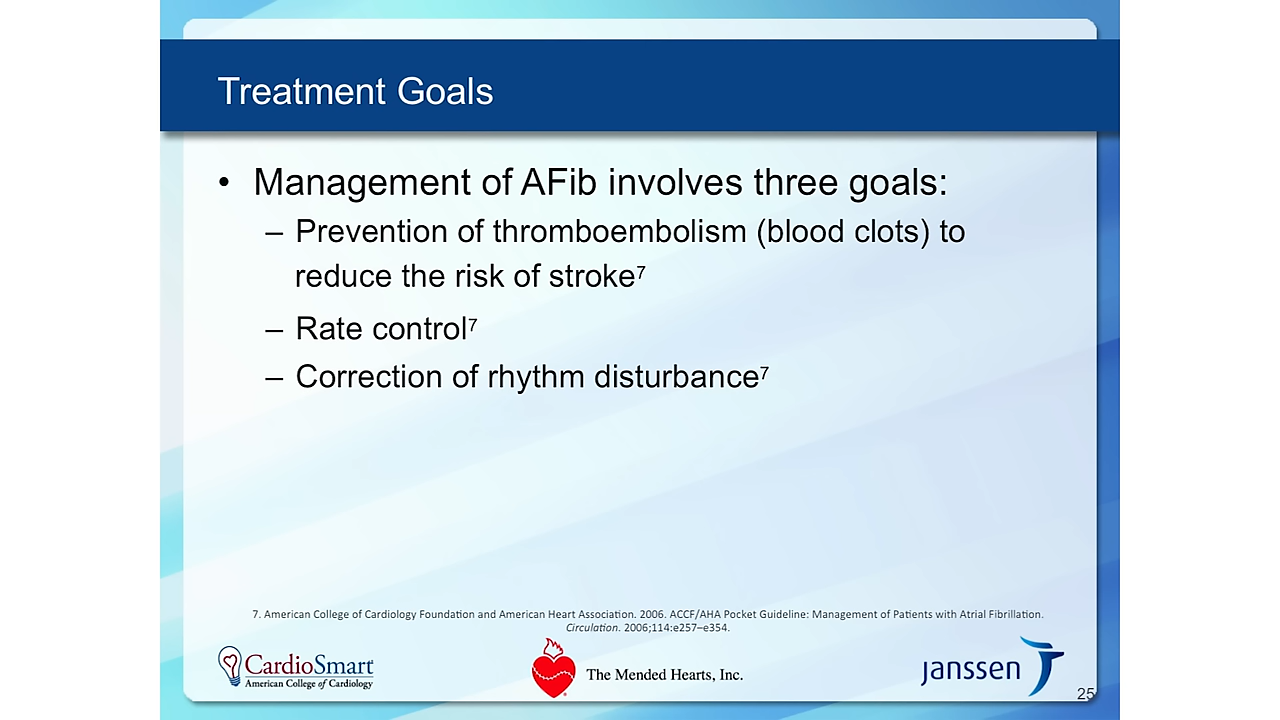 Treatment Goals
• Management of AFib involves three goals:
– Prevention of thromboembolism (blood clots) to
reduce the risk of stroke⁷
– Rate control⁷
– Correction of rhythm disturbance⁷
7. American College of Cardiology Foundation and American Heart Association. 2006. ACCF/AHA Pocket Guideline: Management of Patients with Atrial Fibrillation.
Circulation. 2006;114:e257–e354.
CardioSmart
American College of Cardiology
The Mended Hearts, Inc.
janssen
25